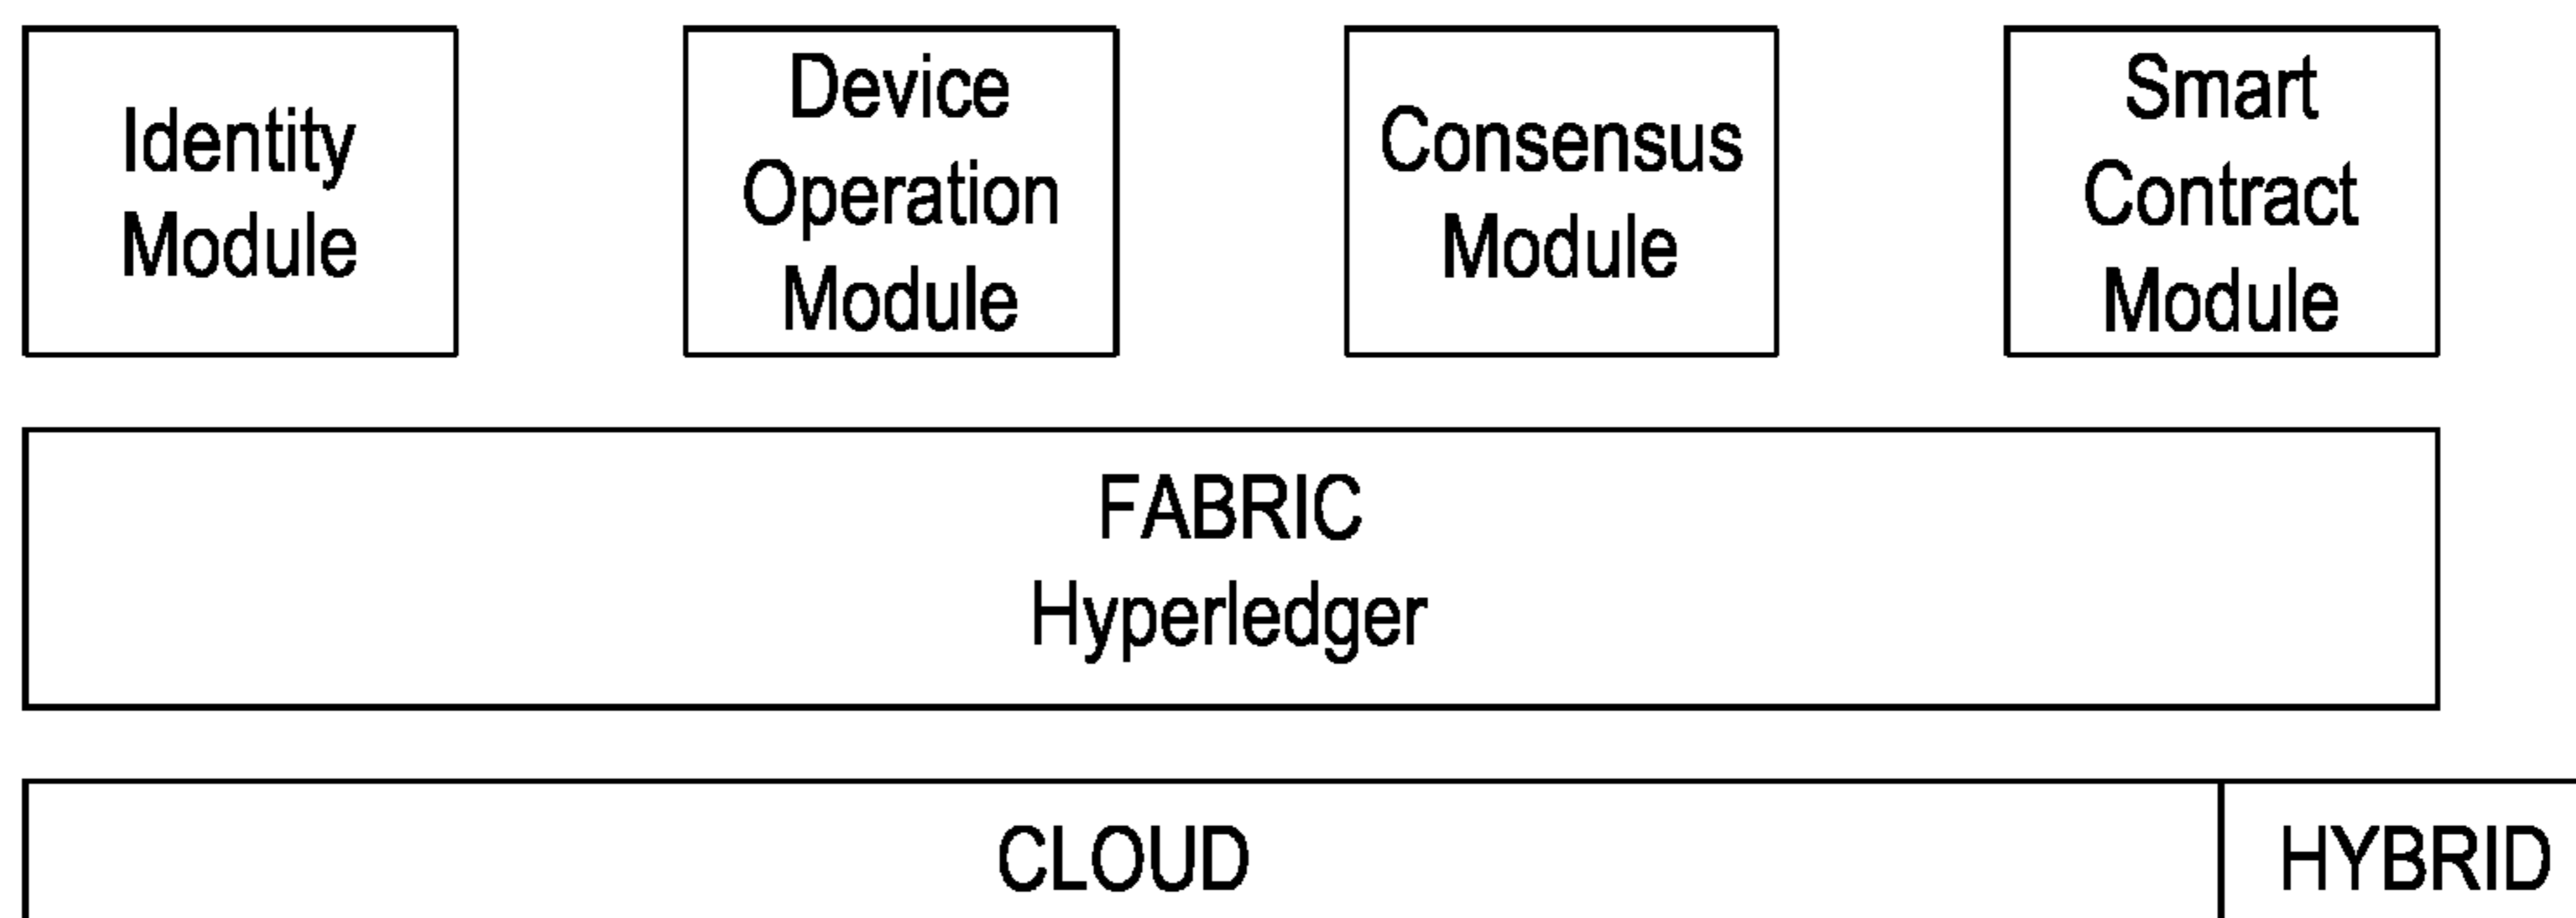 Identity
Module
Device
Operation
Module
Consensus
Module
Smart
Contract
Module
FABRIC
Hyperledger
CLOUD
HYBRID